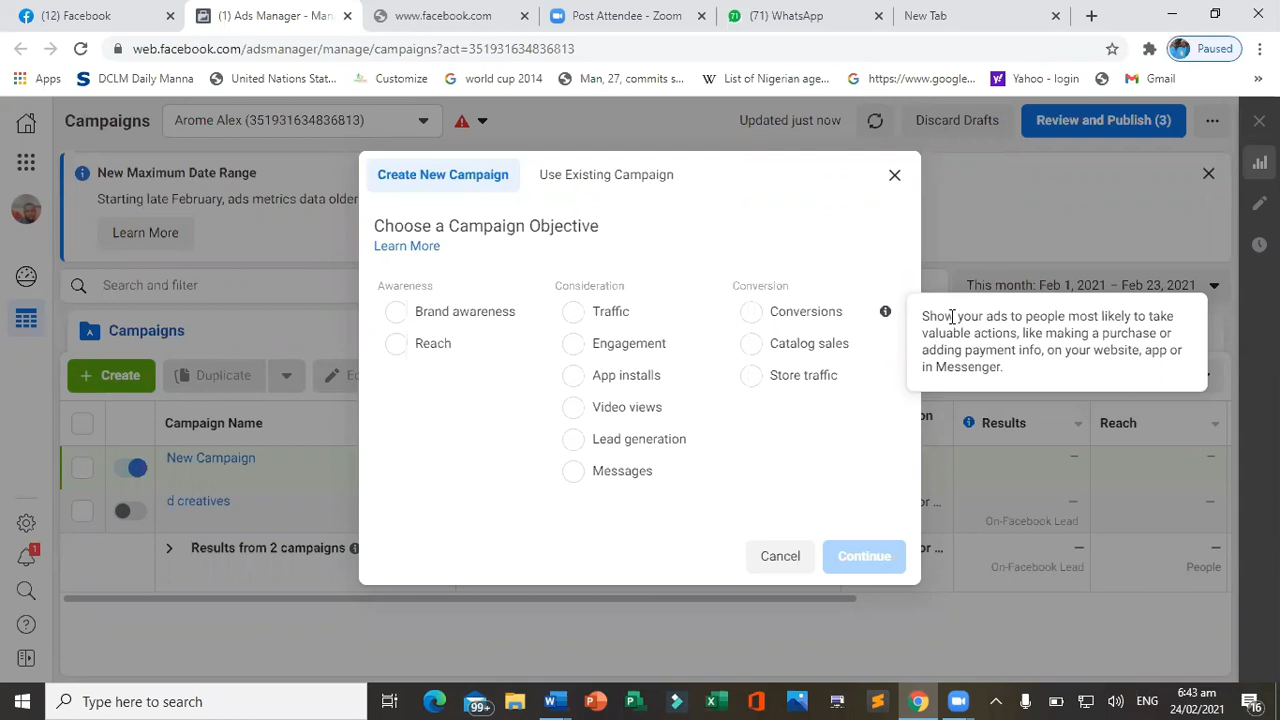 (12) Facebook
(1) Ads Manager - Man
www.facebook.com
Post Attendee - Zoom
(71) WhatsApp
New Tab
web.facebook.com/adsmanager/manage/campaigns?act=351931634836813
Paused
Apps
DCLM Daily Manna
United Nations Stat...
Customize
world cup 2014
Man, 27, commits s...
List of Nigerian age...
https://www.google...
Yahoo - login
Gmail
»
Campaigns
Arome Alex (351931634836813)
Updated just now
Discard Drafts
Review and Publish (3)
New Maximum Date Range
Starting late February, ads metrics data older
Learn More
Create New Campaign
Use Existing Campaign
Choose a Campaign Objective
Learn More
Search and filter
This month: Feb 1, 2021 – Feb 23, 2021
Awareness
Consideration
Conversion
Brand awareness
Traffic
Conversions
Reach
Engagement
Catalog sales
App installs
Store traffic
Video views
Lead generation
Messages
Show your ads to people most likely to take
valuable actions, like making a purchase or
adding payment info, on your website, app or
in Messenger.
Campaigns
+ Create
Duplicate
Campaign Name
Results
Reach
New Campaign
d creatives
or ...
On-Facebook Lead
Results from 2 campaigns
or ...
On-Facebook Lead
People
Cancel
Continue
1
Type here to search
99+
ENG
6:43 am
24/02/2021
16